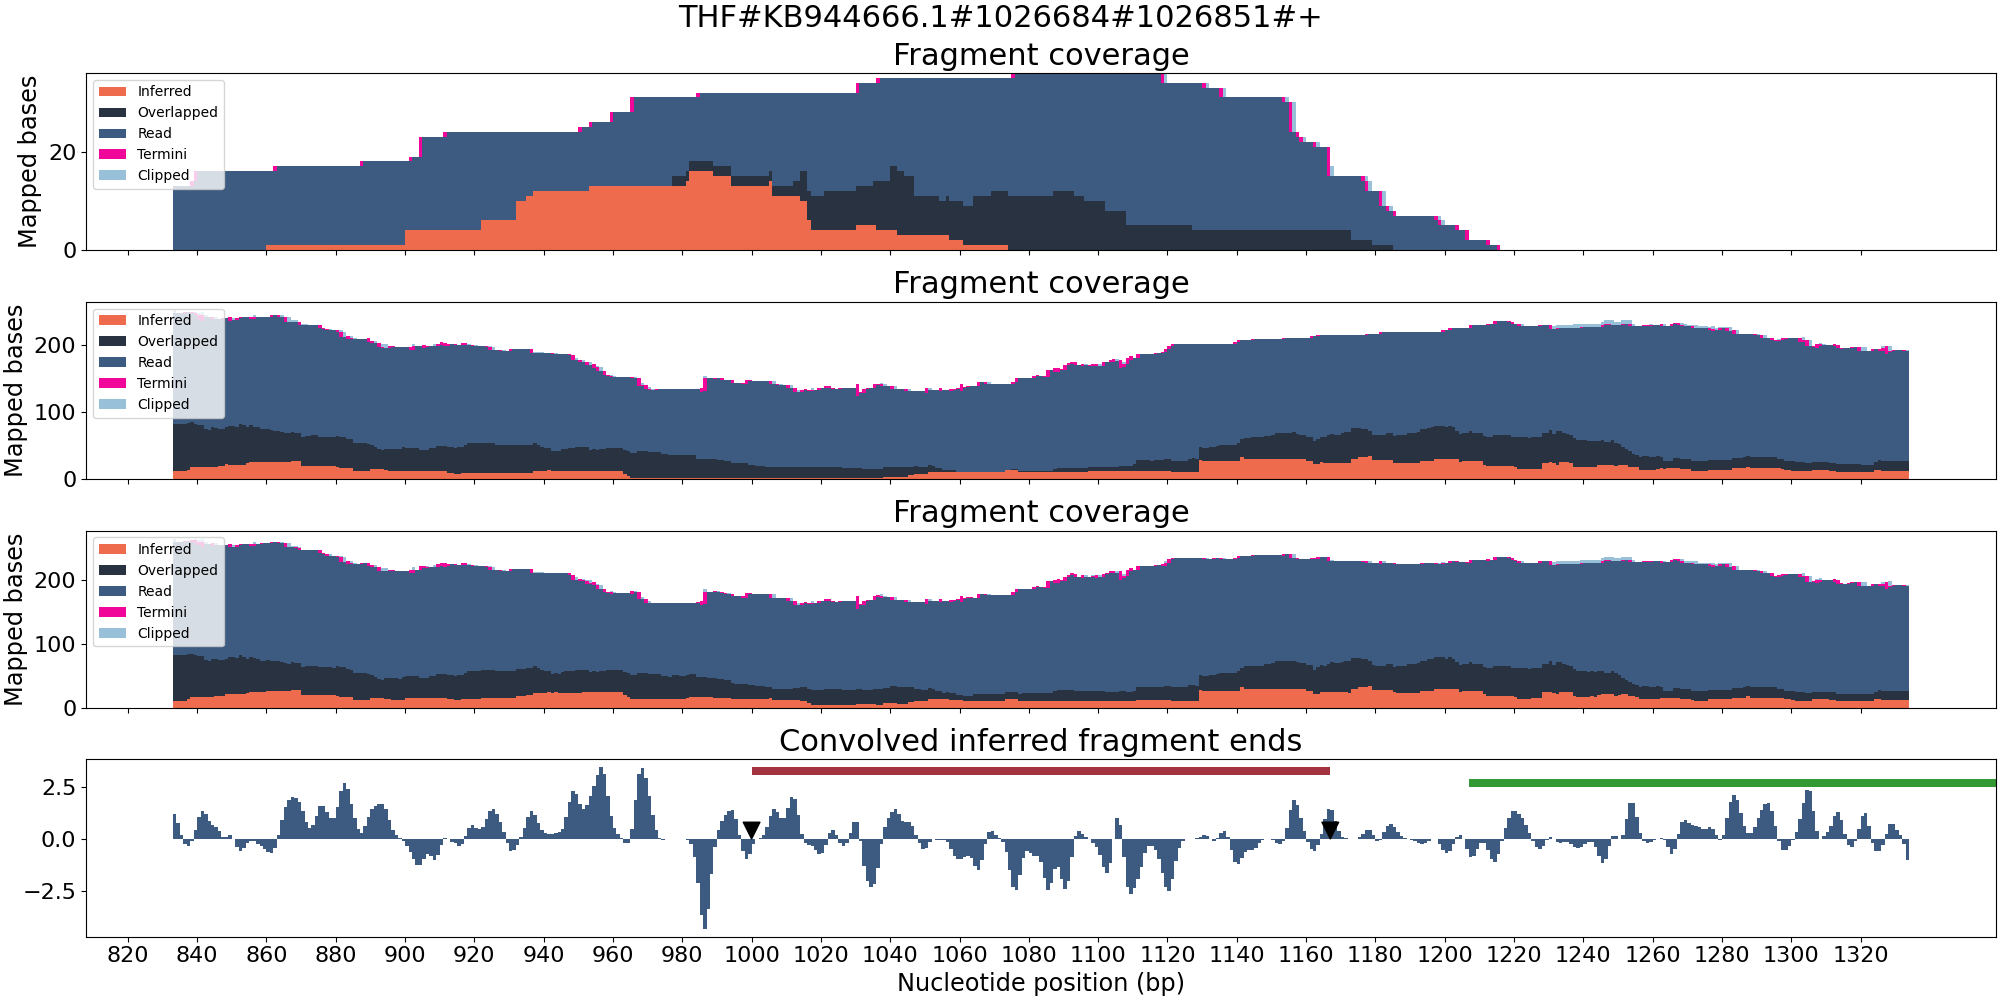 THF#KB944666.1#1026684#1026851#+
Fragment coverage
Mapped bases
20
0
Inferred
Overlapped
Read
Termini
Clipped
Fragment coverage
Mapped bases
200
100
0
Inferred
Overlapped
Read
Termini
Clipped
Fragment coverage
Mapped bases
200
100
0
Inferred
Overlapped
Read
Termini
Clipped
Convolved inferred fragment ends
2.5
0.0
−2.5
820 840 860 880 900 920 940 960 980 1000 1020 1040 1060 1080 1100 1120 1140 1160 1180 1200 1220 1240 1260 1280 1300 1320
Nucleotide position (bp)